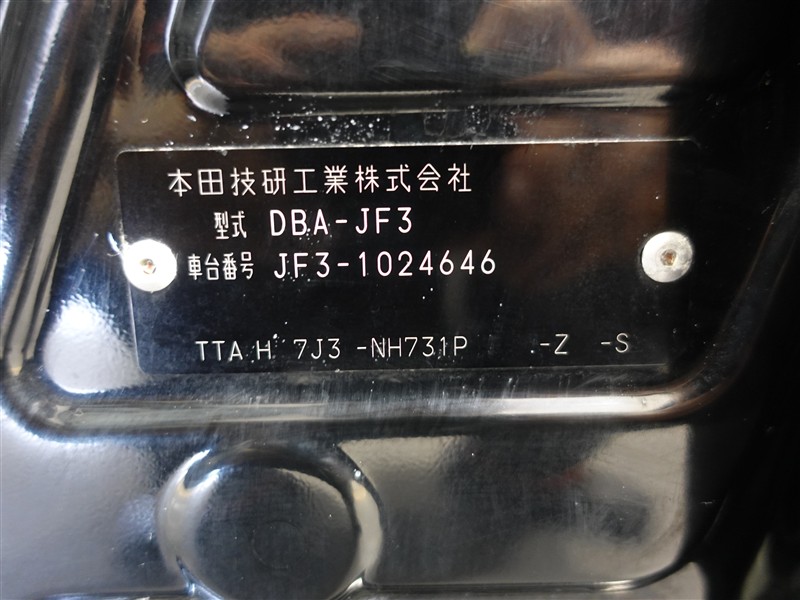 本田技研工業株式会社
型式 DBA-JF3
車台番号 JF3-1024646
TTA H 7J3 -NH731P .-Z -S